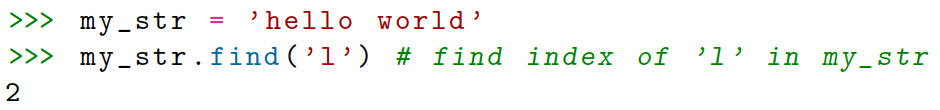 >>> my_str = ’hello world’
>>> my_str.find(’l’) # find index of ’l’ in my_str
2